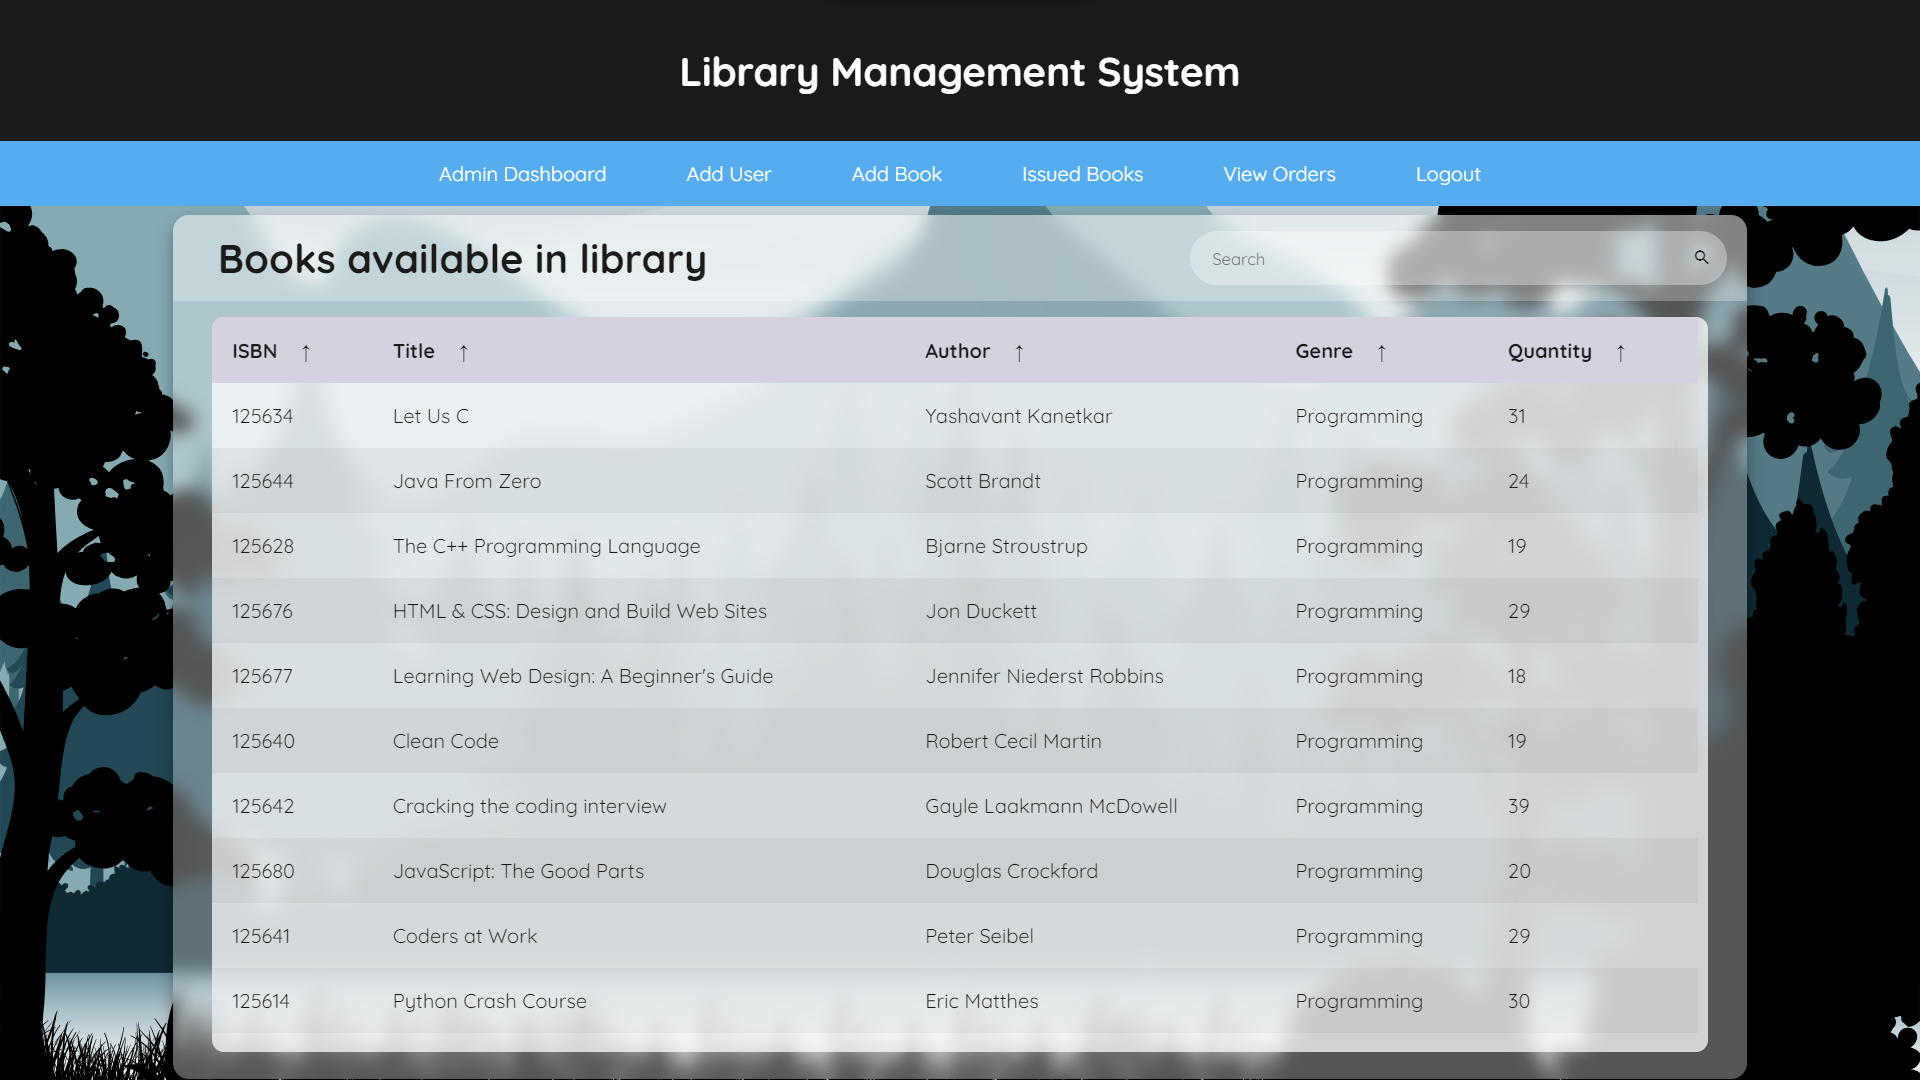 Library Management System
Admin Dashboard Add User Add Book Issued Books View Orders Logout
Books available in library Search
ISBN ↑ Title ↑ Author ↑ Genre ↑ Quantity ↑
125634 Let Us C Yashavant Kanetkar Programming 31
125644 Java From Zero Scott Brandt Programming 24
125628 The C++ Programming Language Bjarne Stroustrup Programming 19
125676 HTML & CSS: Design and Build Web Sites Jon Duckett Programming 29
125677 Learning Web Design: A Beginner's Guide Jennifer Niederst Robbins Programming 18
125640 Clean Code Robert Cecil Martin Programming 19
125642 Cracking the coding interview Gayle Laakmann McDowell Programming 39
125680 JavaScript: The Good Parts Douglas Crockford Programming 20
125641 Coders at Work Peter Seibel Programming 29
125614 Python Crash Course Eric Matthes Programming 30